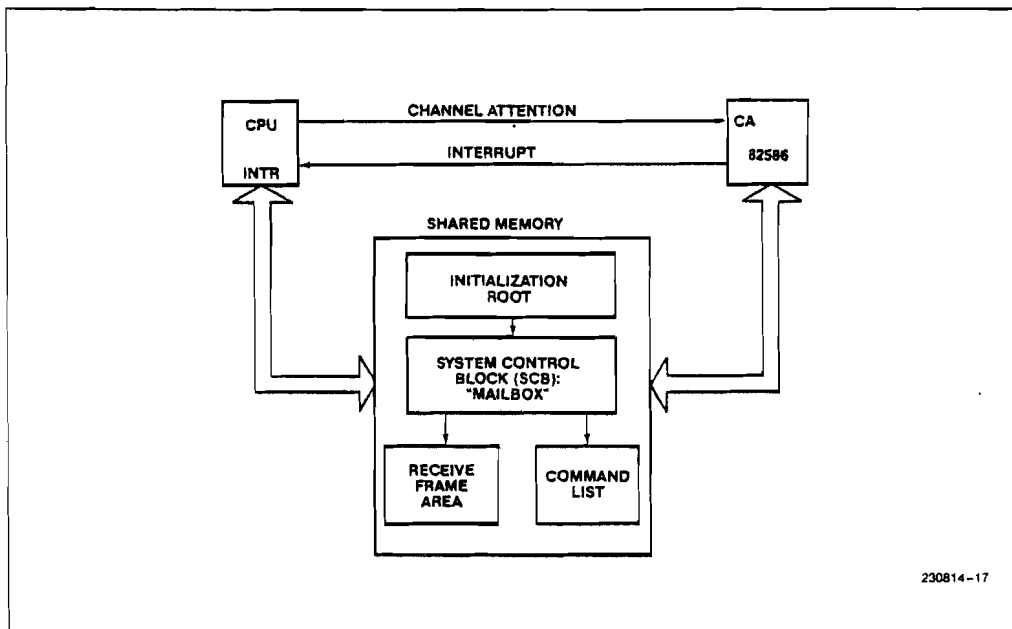 CPU
INTR
CHANNEL ATTENTION
INTERRUPT
CA
82586
SHARED MEMORY
INITIALIZATION
ROOT
SYSTEM CONTROL
BLOCK (SCB):
"MAILBOX"
RECEIVE
FRAME
AREA
COMMAND
LIST
230814-17